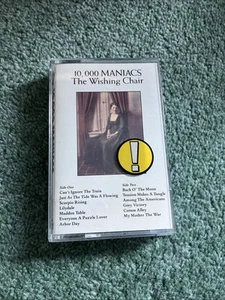 10,000 MANIACS
The Wishing Chair
Side One
Can't Ignore The Train
Just As The Tide Was A Flowing
Scorpio Rising
Lilydale
Maddox Table
Everyone A Puzzle Lover
Arbor Day
Side Two
Back O' The Moon
Tension Makes A Tangle
Among The Americans
Grey Victory
Cotton Alley
My Mother The War
!